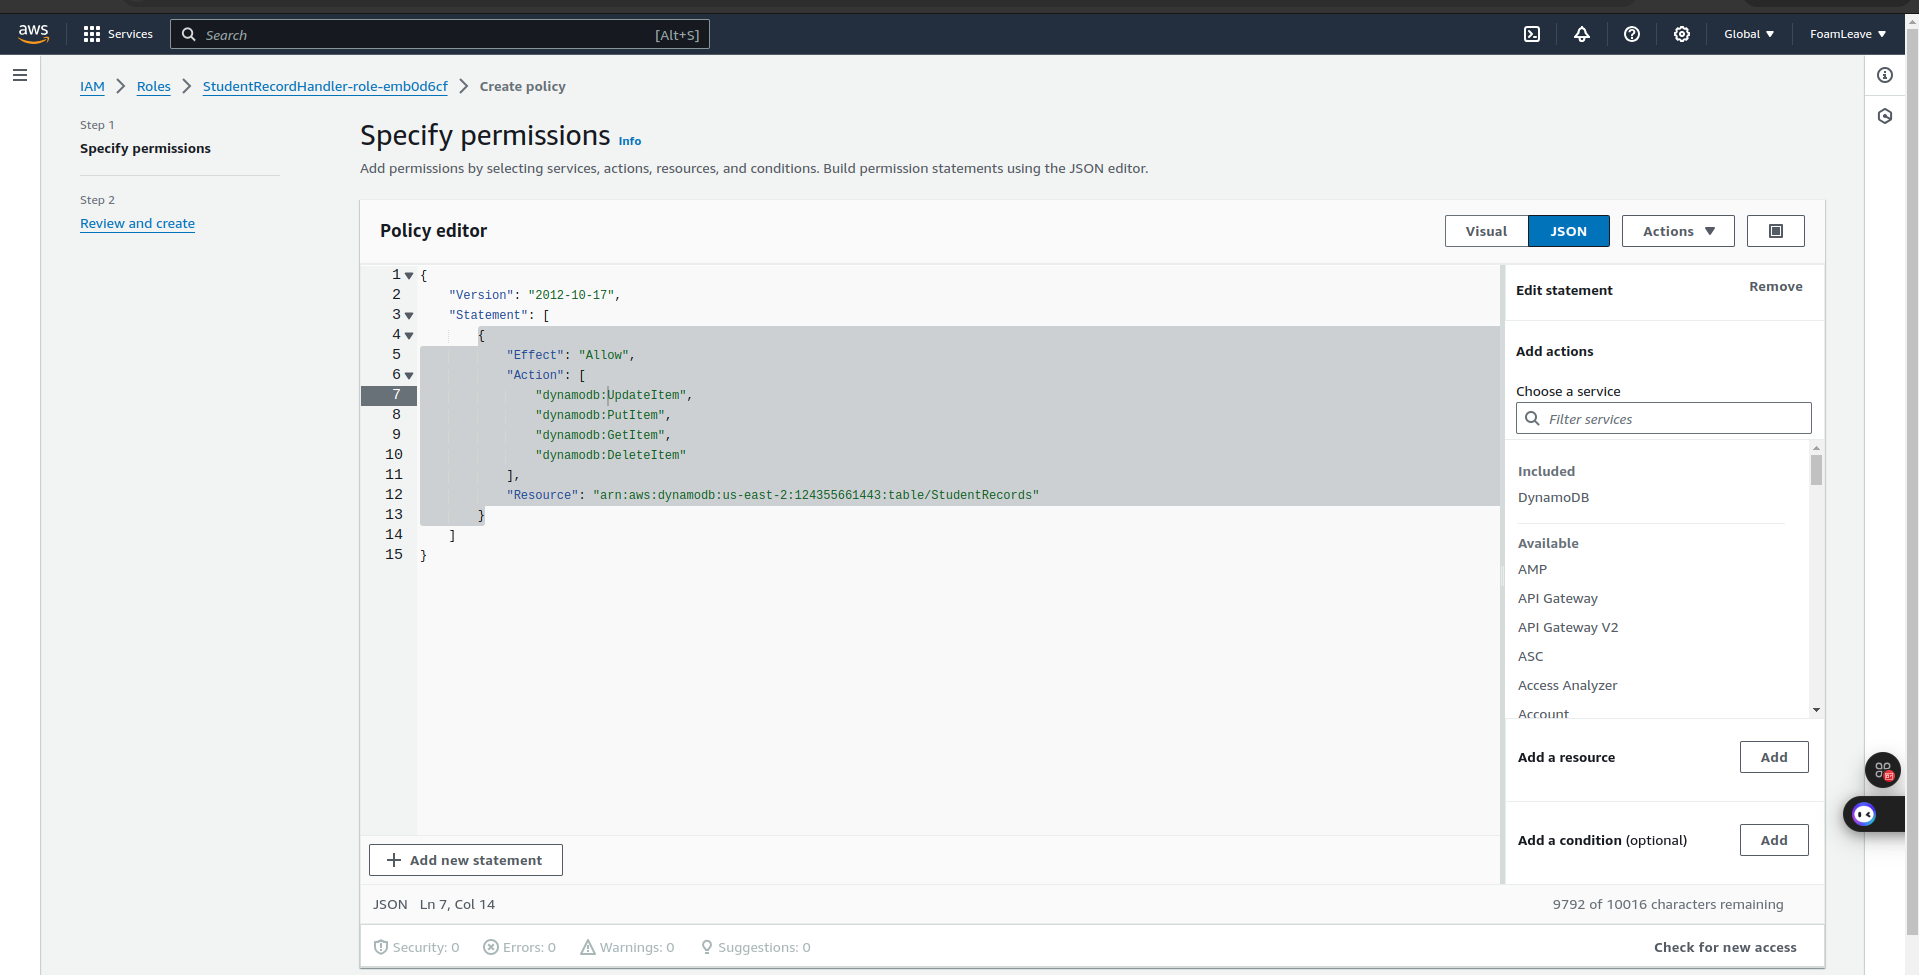 aws
Services
Search
[Alt+S]
Global
FoamLeave
IAM
Roles
StudentRecordHandler-role-emb0d6cf
Create policy
Step 1
Specify permissions
Step 2
Review and create
Specify permissions Info
Add permissions by selecting services, actions, resources, and conditions. Build permission statements using the JSON editor.
Policy editor
Visual
JSON
Actions
1 {
2 "Version": "2012-10-17",
3 "Statement": [
4 {
5 "Effect": "Allow",
6 "Action": [
7 "dynamodb:UpdateItem",
8 "dynamodb:PutItem",
9 "dynamodb:GetItem",
10 "dynamodb:DeleteItem"
11 ],
12 "Resource": "arn:aws:dynamodb:us-east-2:124355661443:table/StudentRecords"
13 }
14 ]
15 }
Edit statement
Remove
Add actions
Choose a service
Filter services
Included
DynamoDB
Available
AMP
API Gateway
API Gateway V2
ASC
Access Analyzer
Account
Add a resource
Add
Add a condition (optional)
Add
+ Add new statement
JSON Ln 7, Col 14
9792 of 10016 characters remaining
Security: 0
Errors: 0
Warnings: 0
Suggestions: 0
Check for new access